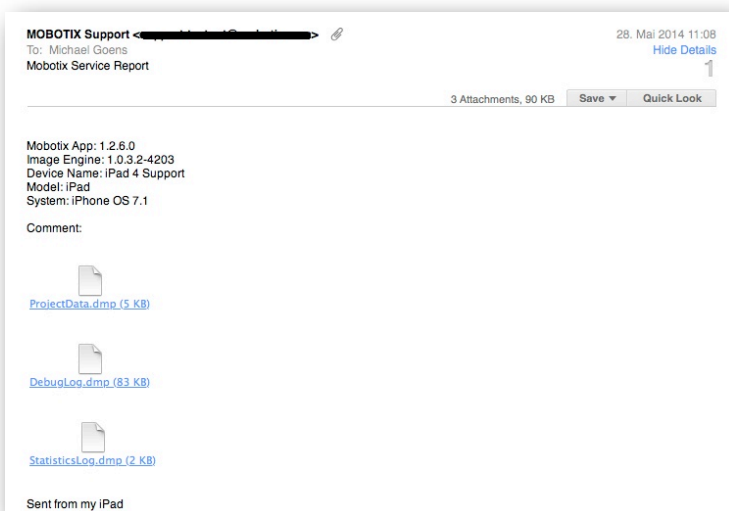 MOBOTIX Support < >
28. Mai 2014 11:08
To: Michael Goens
Hide Details
Mobotix Service Report
1
3 Attachments, 90 KB
Save
Quick Look
Mobotix App: 1.2.6.0
Image Engine: 1.0.3.2-4203
Device Name: iPad 4 Support
Model: iPad
System: iPhone OS 7.1
Comment:
ProjectData.dmp (5 KB)
DebugLog.dmp (83 KB)
StatisticsLog.dmp (2 KB)
Sent from my iPad